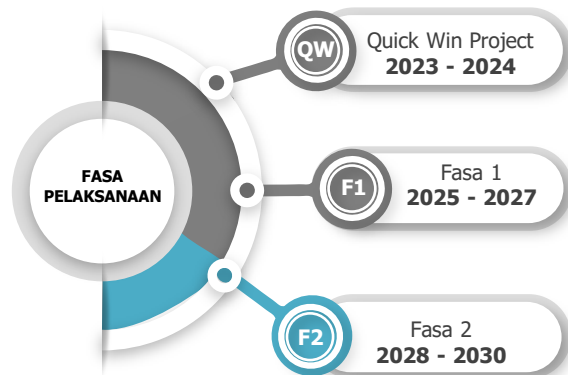 QW
Quick Win Project
2023 - 2024
FASA
PELAKSANAAN
F1
Fasa 1
2025 - 2027
F2
Fasa 2
2028 - 2030